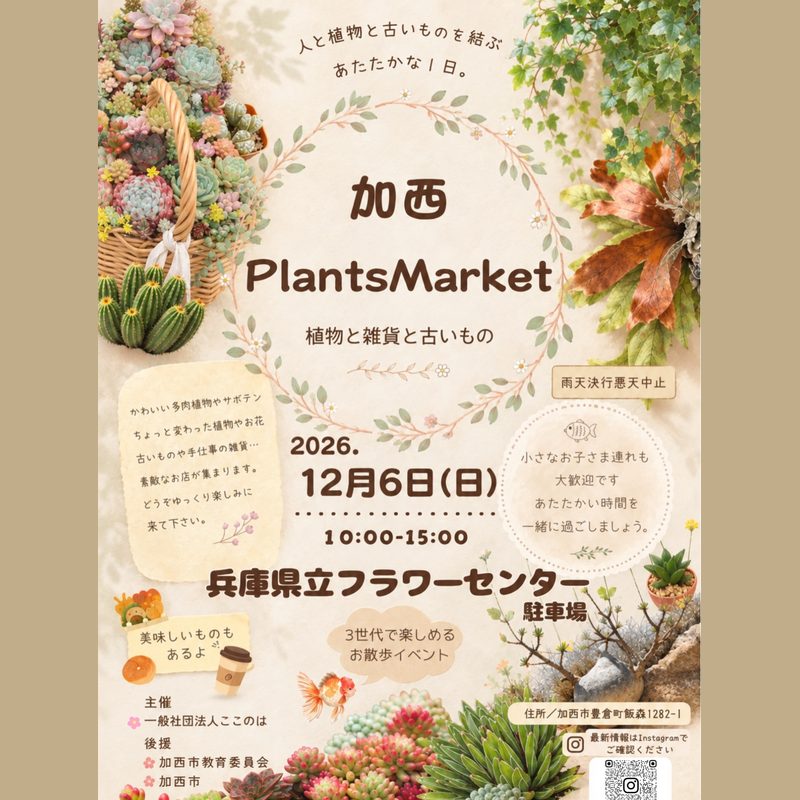 人と植物と古いものを結ぶ
あたたかな1日。
加西
PlantsMarket
植物と雑貨と古いもの
雨天決行悪天中止
かわいい多肉植物やサボテン
ちょっと変わった植物やお花
古いものや手仕事の雑貨…
素敵なお店が集まります。
どうぞゆっくり楽しみに
来て下さい。
小さなお子さま連れも
大歓迎です
あたたかい時間を
一緒に過ごしましょう。
2026.
12月6日(日)
10:00-15:00
兵庫県立フラワーセンター
駐車場
美味しいものも
あるよ
3世代で楽しめる
お散歩イベント
主催
一般社団法人ここのは
後援
加西市教育委員会
加西市
住所／加西市豊倉町飯森1282-1
最新情報はInstagramで
ご確認ください